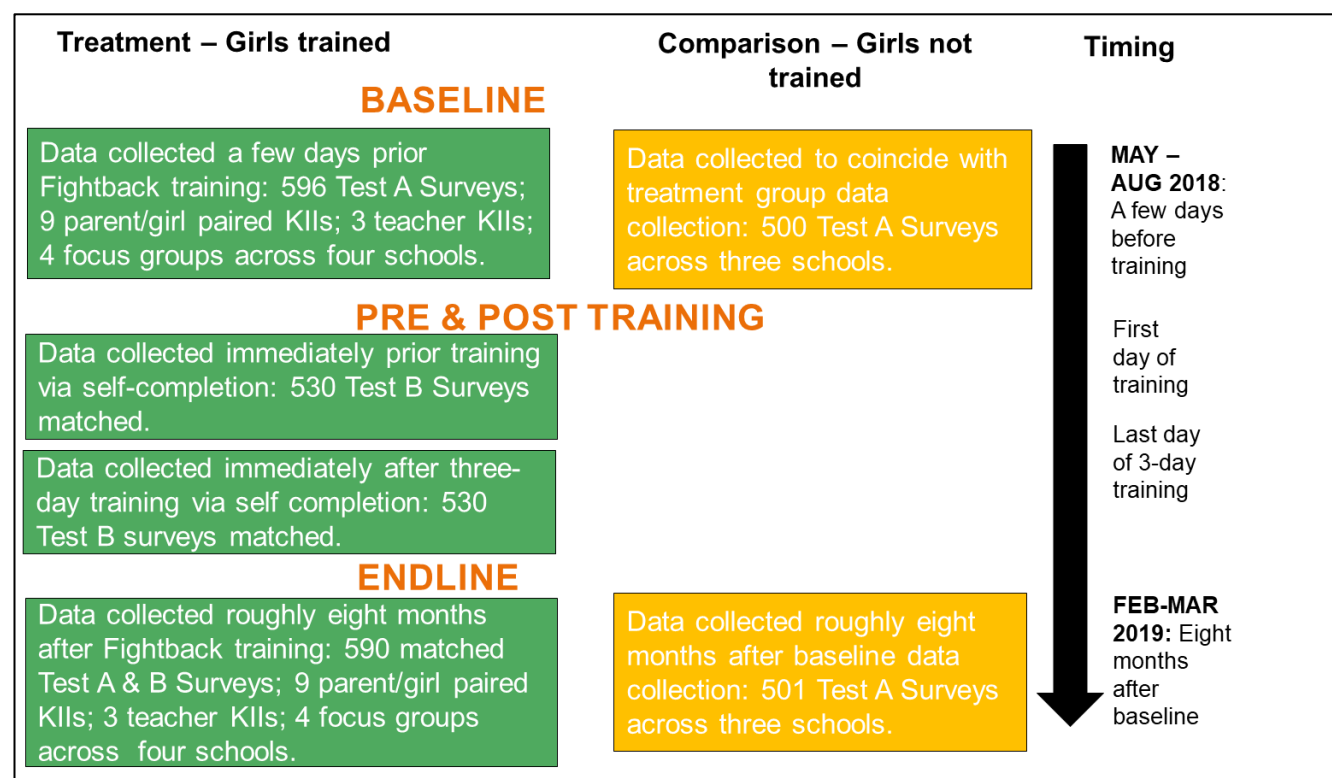 Treatment – Girls trained
Comparison – Girls not
trained
Timing
BASELINE
Data collected a few days prior
Fightback training: 596 Test A Surveys;
9 parent/girl paired KIIs; 3 teacher KIIs;
4 focus groups across four schools.
Data collected to coincide with
treatment group data
collection: 500 Test A Surveys
across three schools.
MAY –
AUG 2018:
A few days
before
training
PRE & POST TRAINING
Data collected immediately prior training
via self-completion: 530 Test B Surveys
matched.
First
day of
training
Data collected immediately after three-
day training via self completion: 530
Test B surveys matched.
Last day
of 3-day
training
ENDLINE
Data collected roughly eight months
after Fightback training: 590 matched
Test A & B Surveys; 9 parent/girl paired
KIIs; 3 teacher KIIs; 4 focus groups
across four schools.
Data collected roughly eight
months after baseline data
collection: 501 Test A Surveys
across three schools.
FEB-MAR
2019: Eight
months
after
baseline